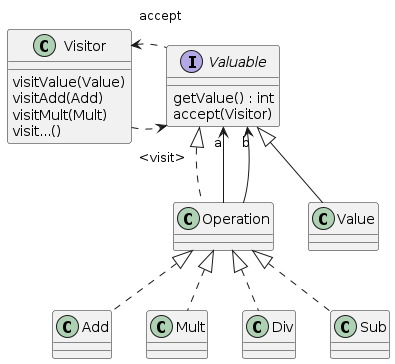 accept
C Visitor
visitValue(Value)
visitAdd(Add)
visitMult(Mult)
visit...()
I Valuable
getValue() : int
accept(Visitor)
<visit>
a
b
C Operation
C Value
C Add
C Mult
C Div
C Sub